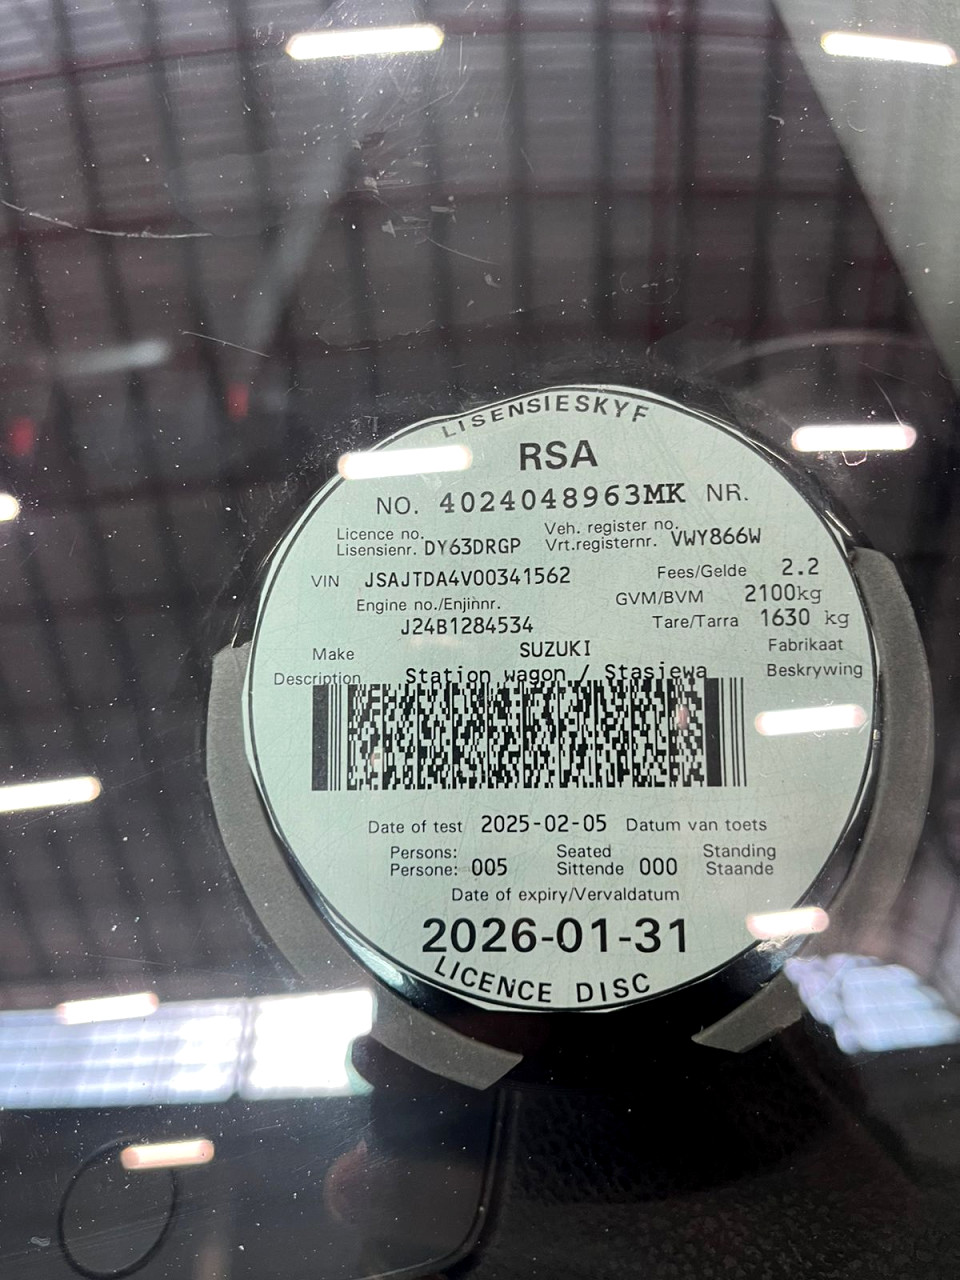 LISENSIESKYF
RSA
NO. 4024048963MK NR.
Licence no. Lisensienr. DY63DRGP Veh. register no. Vrt.registernr. VWY866W
VIN JSAJTDA4V00341562 Fees/Gelde 2.2
Engine no./Enjinnr. GVM/BVM 2100kg
J24B1284534 Tare/Tarra 1630 kg
Make SUZUKI Fabrikaat
Description Station wagon / Stasiewa Beskrywing
Date of test 2025-02-05 Datum van toets
Persons: Seated Standing
Persone: 005 Sittende 000 Staande
Date of expiry/Vervaldatum
2026-01-31
LICENCE DISC